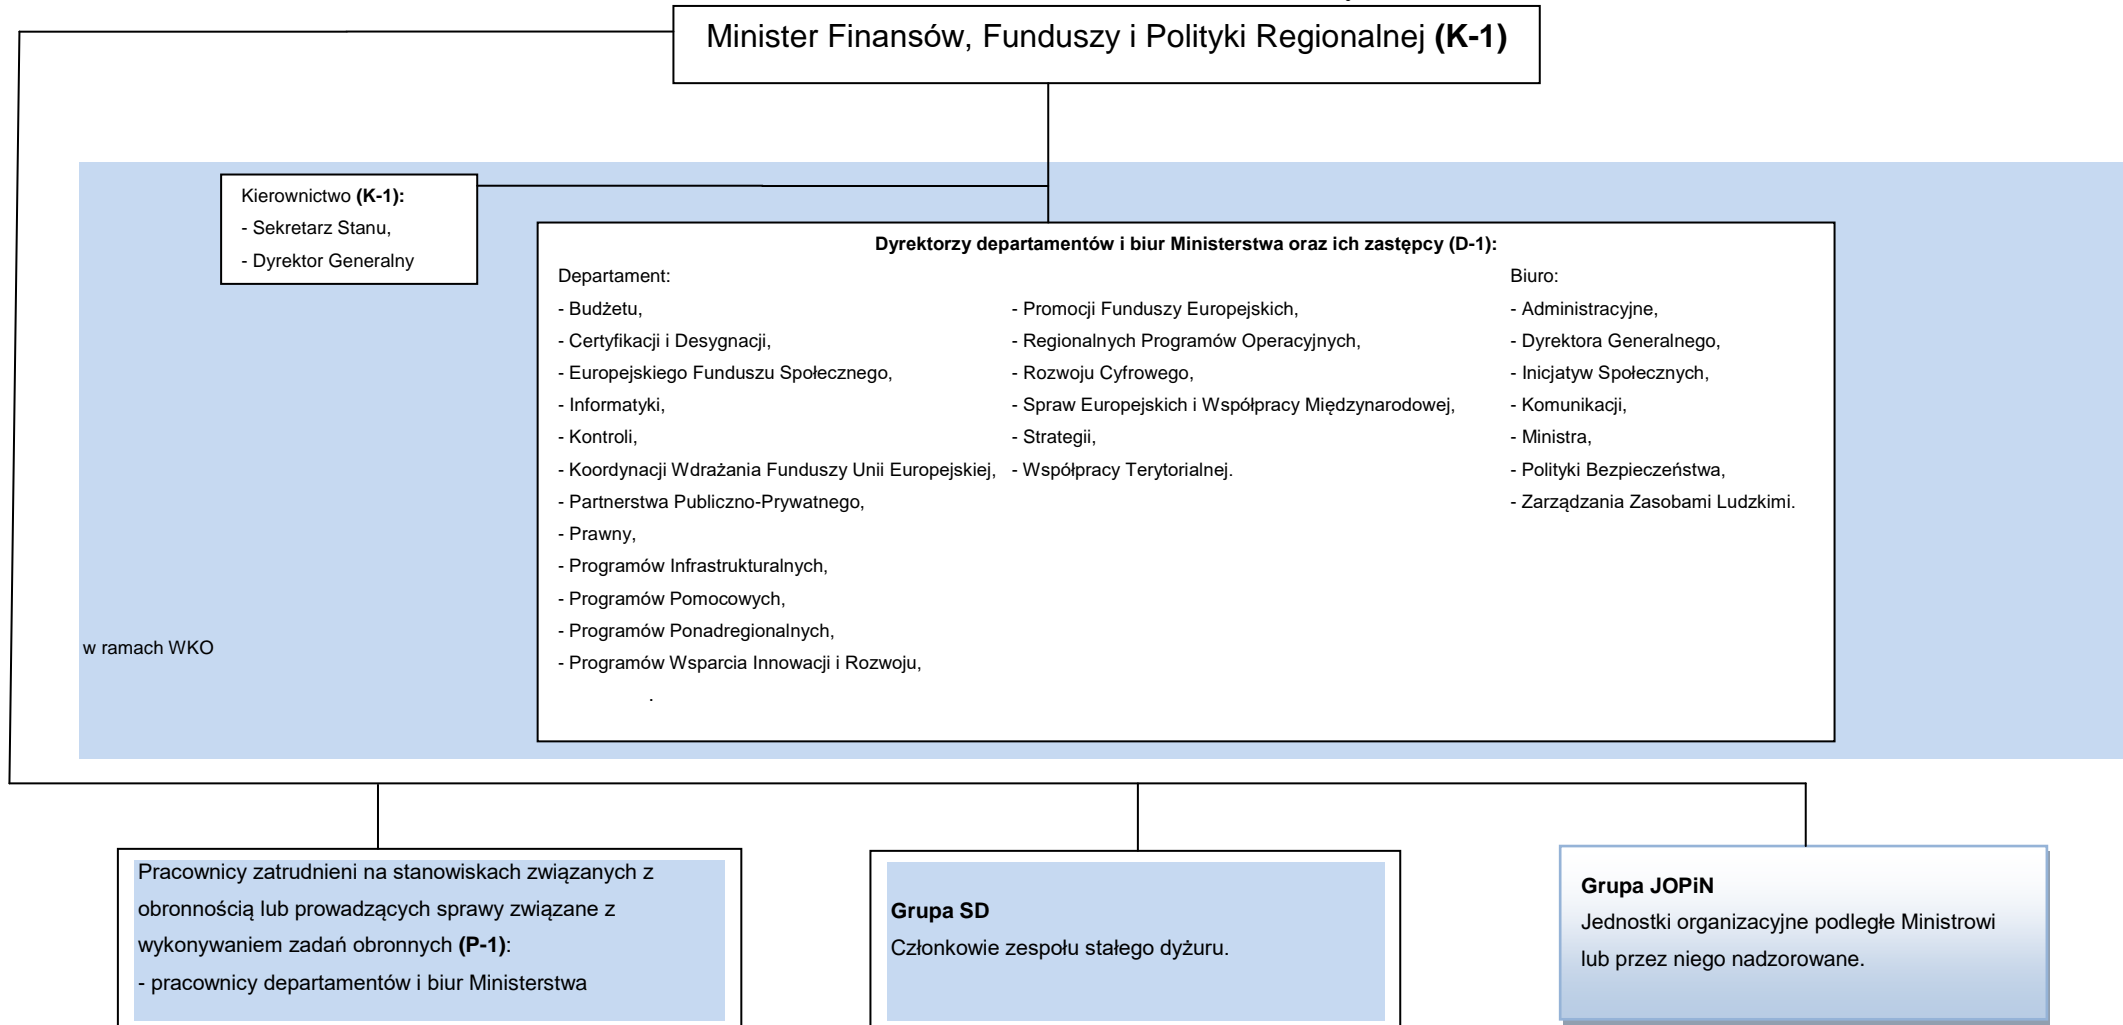 Minister Finansów, Funduszy i Polityki Regionalnej (K-1)
Kierownictwo (K-1):
- Sekretarz Stanu,
- Dyrektor Generalny
Dyrektorzy departamentów i biur Ministerstwa oraz ich zastępcy (D-1):
Departament:
- Budżetu,
- Certyfikacji i Desygnacji,
- Europejskiego Funduszu Społecznego,
- Informatyki,
- Kontroli,
- Koordynacji Wdrażania Funduszy Unii Europejskiej,
- Partnerstwa Publiczno-Prywatnego,
- Prawny,
- Programów Infrastrukturalnych,
- Programów Pomocowych,
- Programów Ponadregionalnych,
- Programów Wsparcia Innowacji i Rozwoju,
.
- Promocji Funduszy Europejskich,
- Regionalnych Programów Operacyjnych,
- Rozwoju Cyfrowego,
- Spraw Europejskich i Współpracy Międzynarodowej,
- Strategii,
- Współpracy Terytorialnej.
Biuro:
- Administracyjne,
- Dyrektora Generalnego,
- Inicjatyw Społecznych,
- Komunikacji,
- Ministra,
- Polityki Bezpieczeństwa,
- Zarządzania Zasobami Ludzkimi.
w ramach WKO
Pracownicy zatrudnieni na stanowiskach związanych z
obronnością lub prowadzących sprawy związane z
wykonywaniem zadań obronnych (P-1):
- pracownicy departamentów i biur Ministerstwa
Grupa SD
Członkowie zespołu stałego dyżuru.
Grupa JOPiN
Jednostki organizacyjne podległe Ministrowi
lub przez niego nadzorowane.